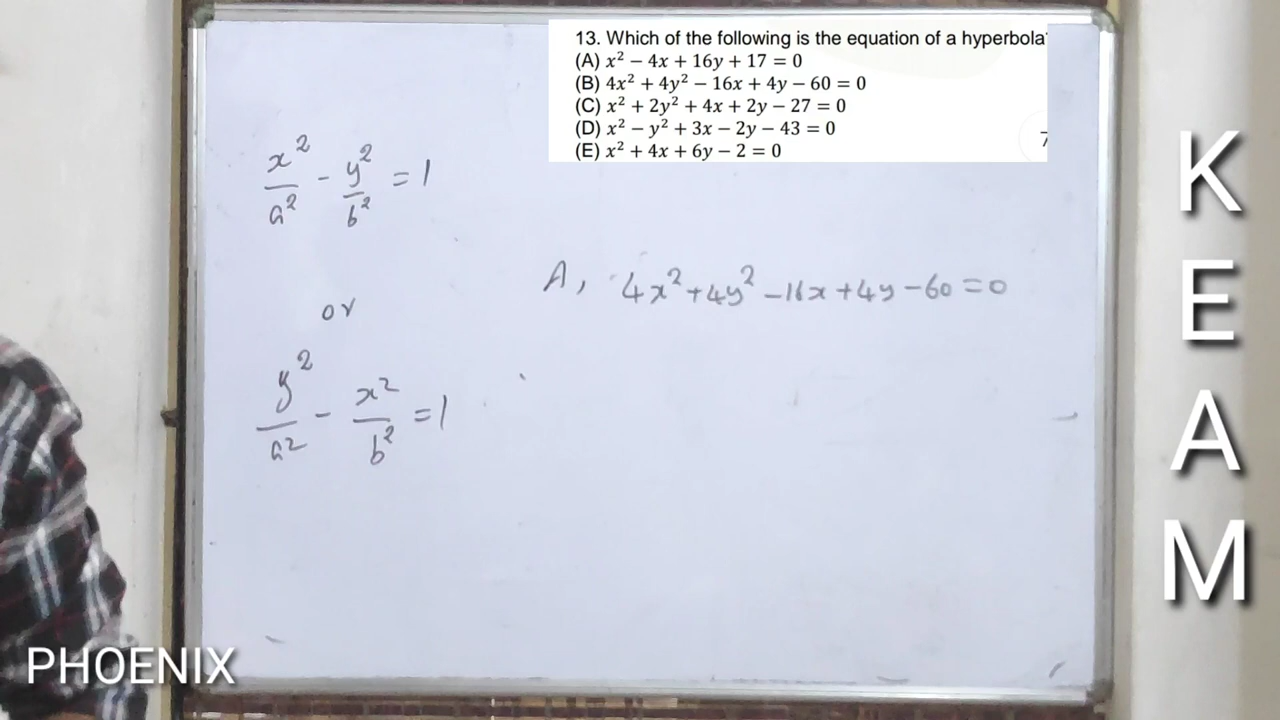 13. Which of the following is the equation of a hyperbola
(A) x² − 4x + 16y + 17 = 0
(B) 4x² + 4y² − 16x + 4y − 60 = 0
(C) x² + 2y² + 4x + 2y − 27 = 0
(D) x² − y² + 3x − 2y − 43 = 0
(E) x² + 4x + 6y − 2 = 0
7
x²/a² − y²/b² = 1
or
y²/a² − x²/b² = 1
A, 4x² + 4y² − 16x + 4y − 60 = 0
K
E
A
M
PHOENIX